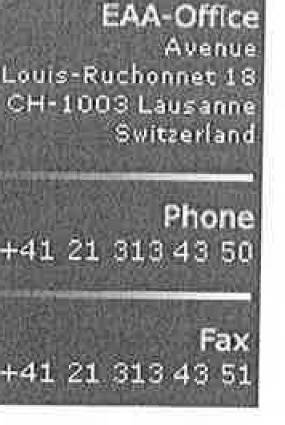 EAA-Office
Avenue
Louis-Ruchonnet 18
CH-1003 Lausanne
Switzerland
Phone
+41 21 313 43 50
Fax
+41 21 313 43 51